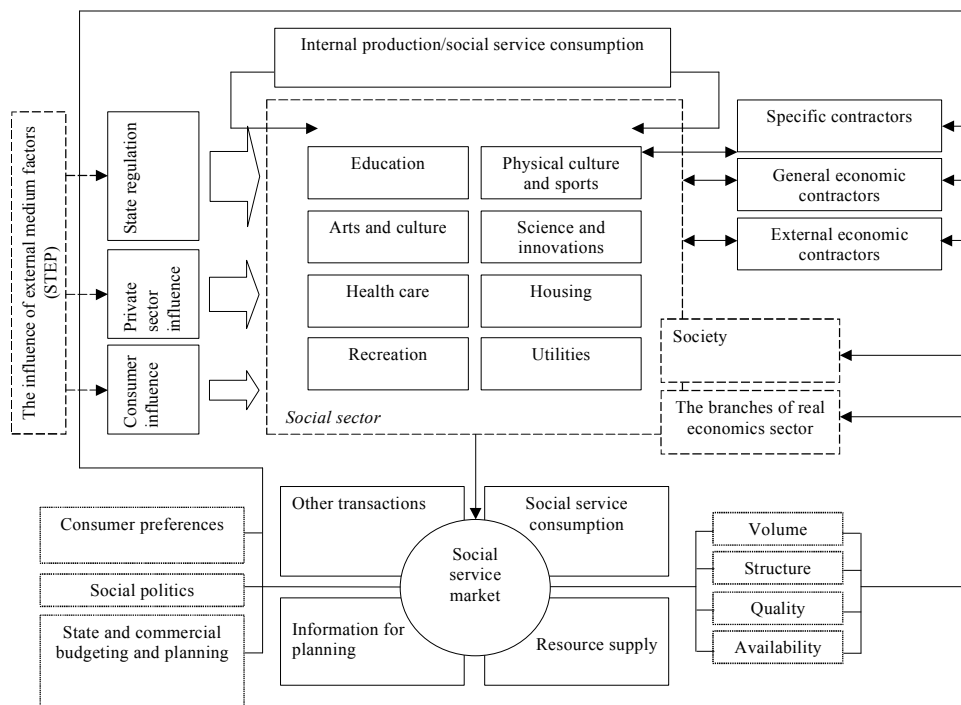 Internal production/social service consumption
The influence of external medium factors
(STEP)
State regulation
Private
sector
influence
Consumer
influence
Education
Physical culture
and sports
Arts and culture
Science and
innovations
Health care
Housing
Recreation
Utilities
Social sector
Specific contractors
General economic
contractors
External economic
contractors
Society
The branches of real
economics sector
Other transactions
Social service
consumption
Social
service
market
Information for
planning
Resource supply
Consumer preferences
Social politics
State and commercial
budgeting and planning
Volume
Structure
Quality
Availability